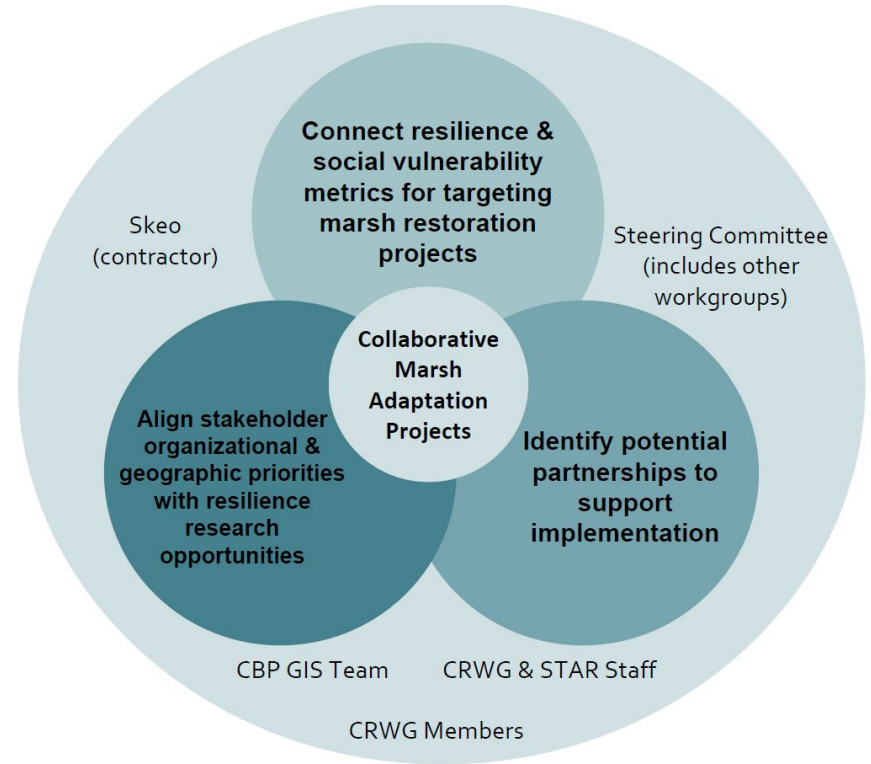 Connect resilience &
social vulnerability
metrics for targeting
marsh restoration
projects
Skeo
(contractor)
Steering Committee
(includes other
workgroups)
Collaborative
Marsh
Adaptation
Projects
Align stakeholder
organizational &
geographic priorities
with resilience
research
opportunities
Identify potential
partnerships to
support
implementation
CBP GIS Team
CRWG & STAR Staff
CRWG Members